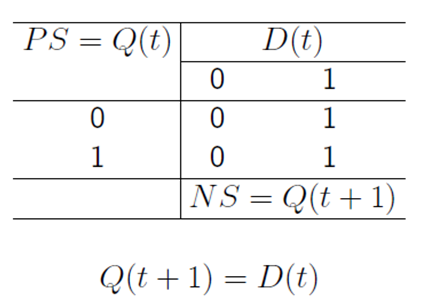 PS = Q(t) D(t)
0 1
0 0 1
1 0 1
NS = Q(t + 1)
Q(t + 1) = D(t)